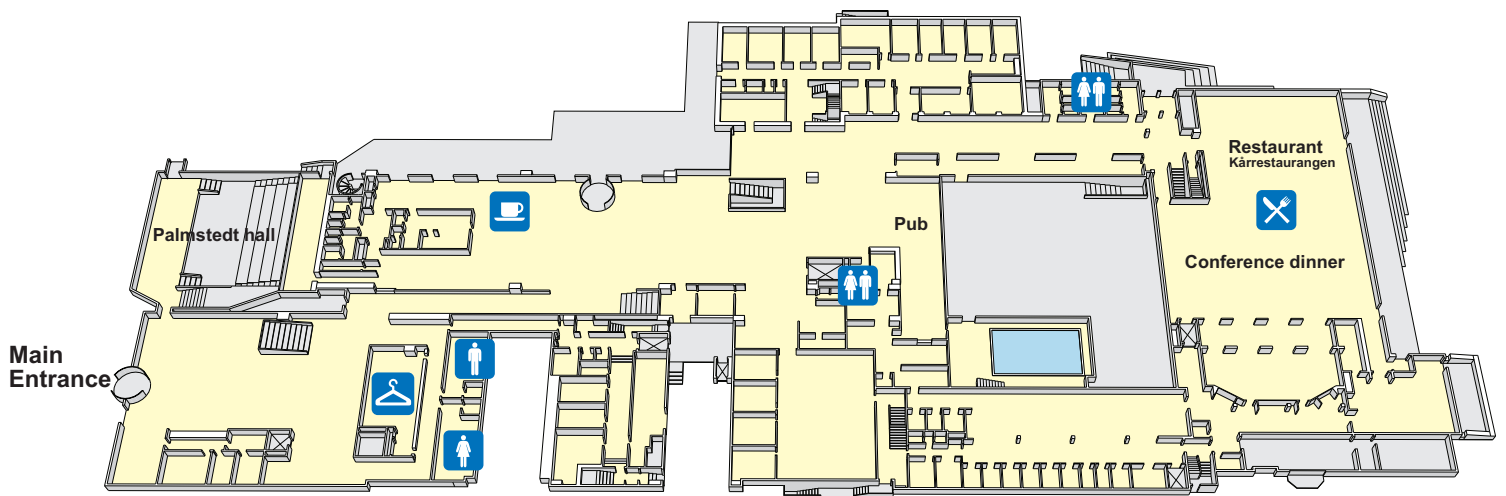 Restaurant
Kårrestaurangen
Pub
Palmstedt hall
Conference dinner
Main
Entrance